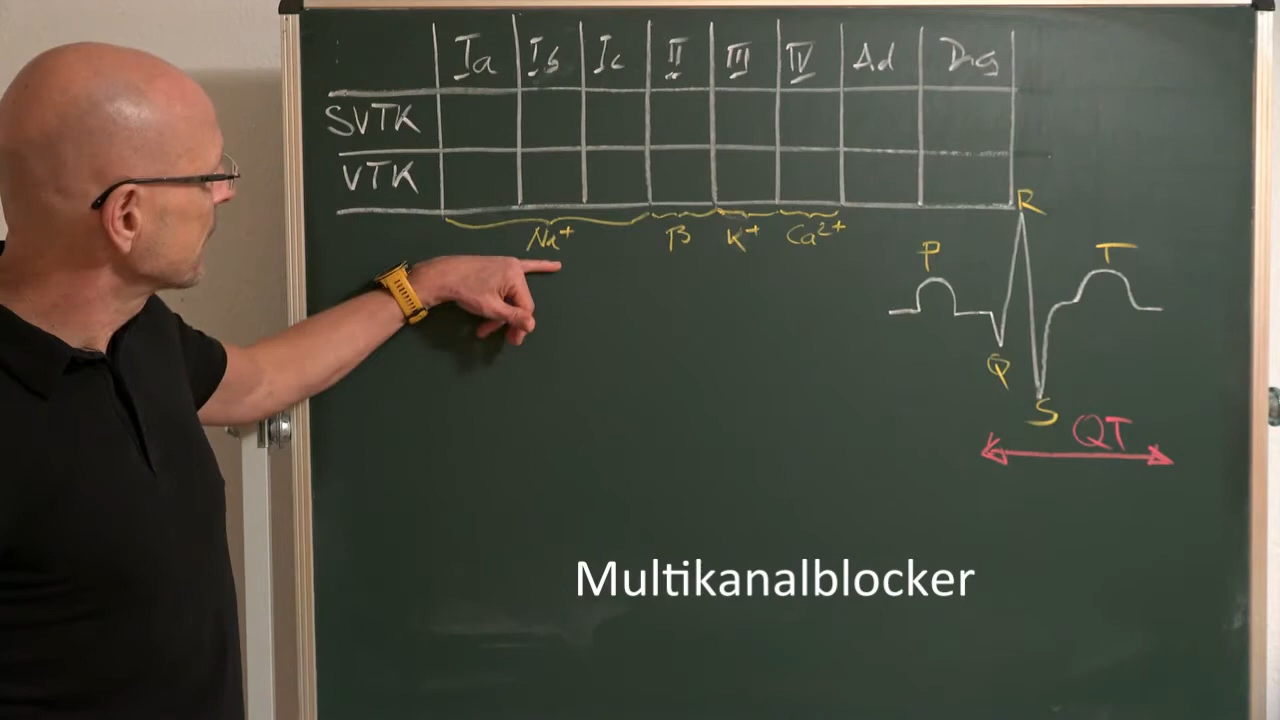 Ia Ib Ic II III IV Ad Dig
SVTK
VTK
Na+ β K+ Ca2+
R
P T
Q
S
QT
Multikanalblocker